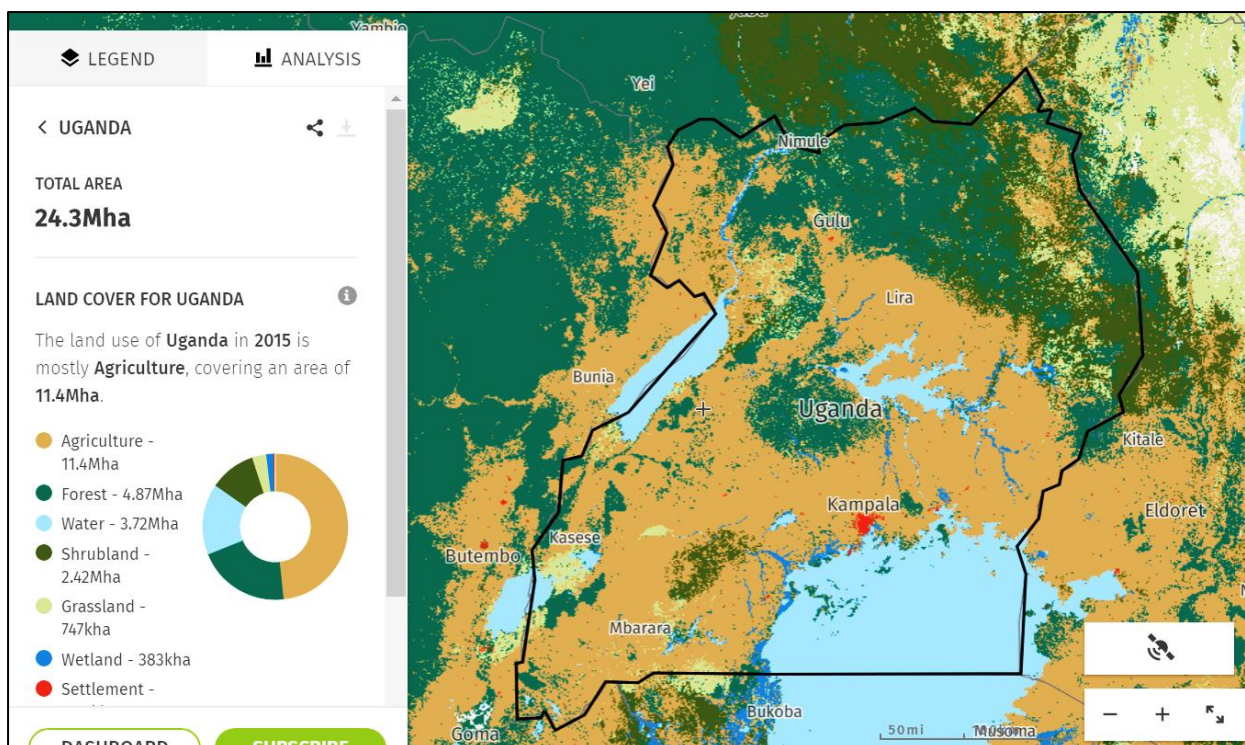 Yambio
LEGEND
ANALYSIS
< UGANDA
TOTAL AREA
24.3Mha
LAND COVER FOR UGANDA
The land use of Uganda in 2015 is
mostly Agriculture, covering an area of
11.4Mha.
Agriculture -
11.4Mha
Forest - 4.87Mha
Water - 3.72Mha
Shrubland -
2.42Mha
Grassland -
747kha
Wetland - 383kha
Settlement -
DASHBOARD
SUBSCRIBE
Yei
Nimule
Gulu
Lira
Bunia
Uganda
Kitale
Kampala
Eldoret
Kasese
Butembo
Mbarara
Bukoba
Goma
50mi
Musoma